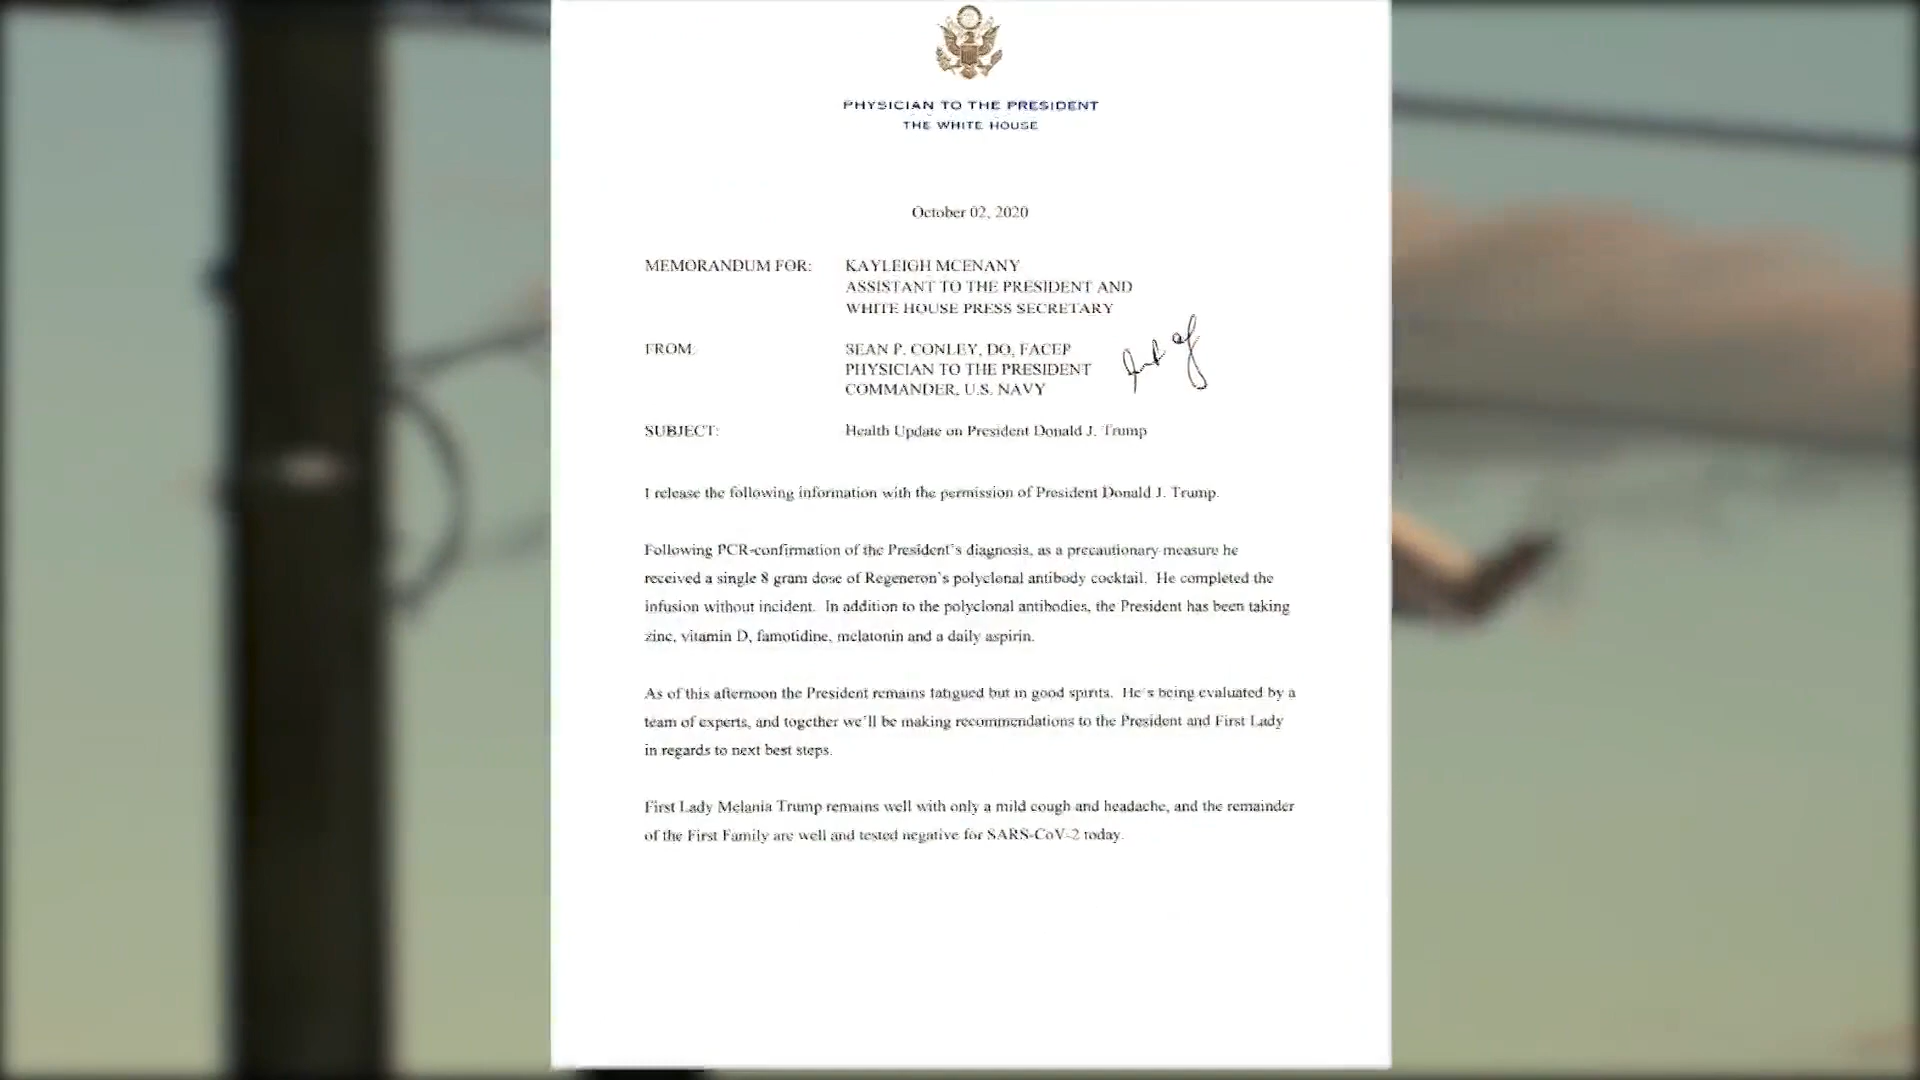 PHYSICIAN TO THE PRESIDENT
THE WHITE HOUSE
October 02, 2020
MEMORANDUM FOR: KAYLEIGH MCENANY
ASSISTANT TO THE PRESIDENT AND
WHITE HOUSE PRESS SECRETARY
FROM: SEAN P. CONLEY, DO, FACEP
PHYSICIAN TO THE PRESIDENT
COMMANDER, U.S. NAVY
SUBJECT: Health Update on President Donald J. Trump
I release the following information with the permission of President Donald J. Trump.
Following PCR-confirmation of the President's diagnosis, as a precautionary measure he
received a single 8 gram dose of Regeneron's polyclonal antibody cocktail. He completed the
infusion without incident. In addition to the polyclonal antibodies, the President has been taking
zinc, vitamin D, famotidine, melatonin and a daily aspirin.
As of this afternoon the President remains fatigued but in good spirits. He's being evaluated by a
team of experts, and together we'll be making recommendations to the President and First Lady
in regards to next best steps.
First Lady Melania Trump remains well with only a mild cough and headache, and the remainder
of the First Family are well and tested negative for SARS-CoV-2 today.